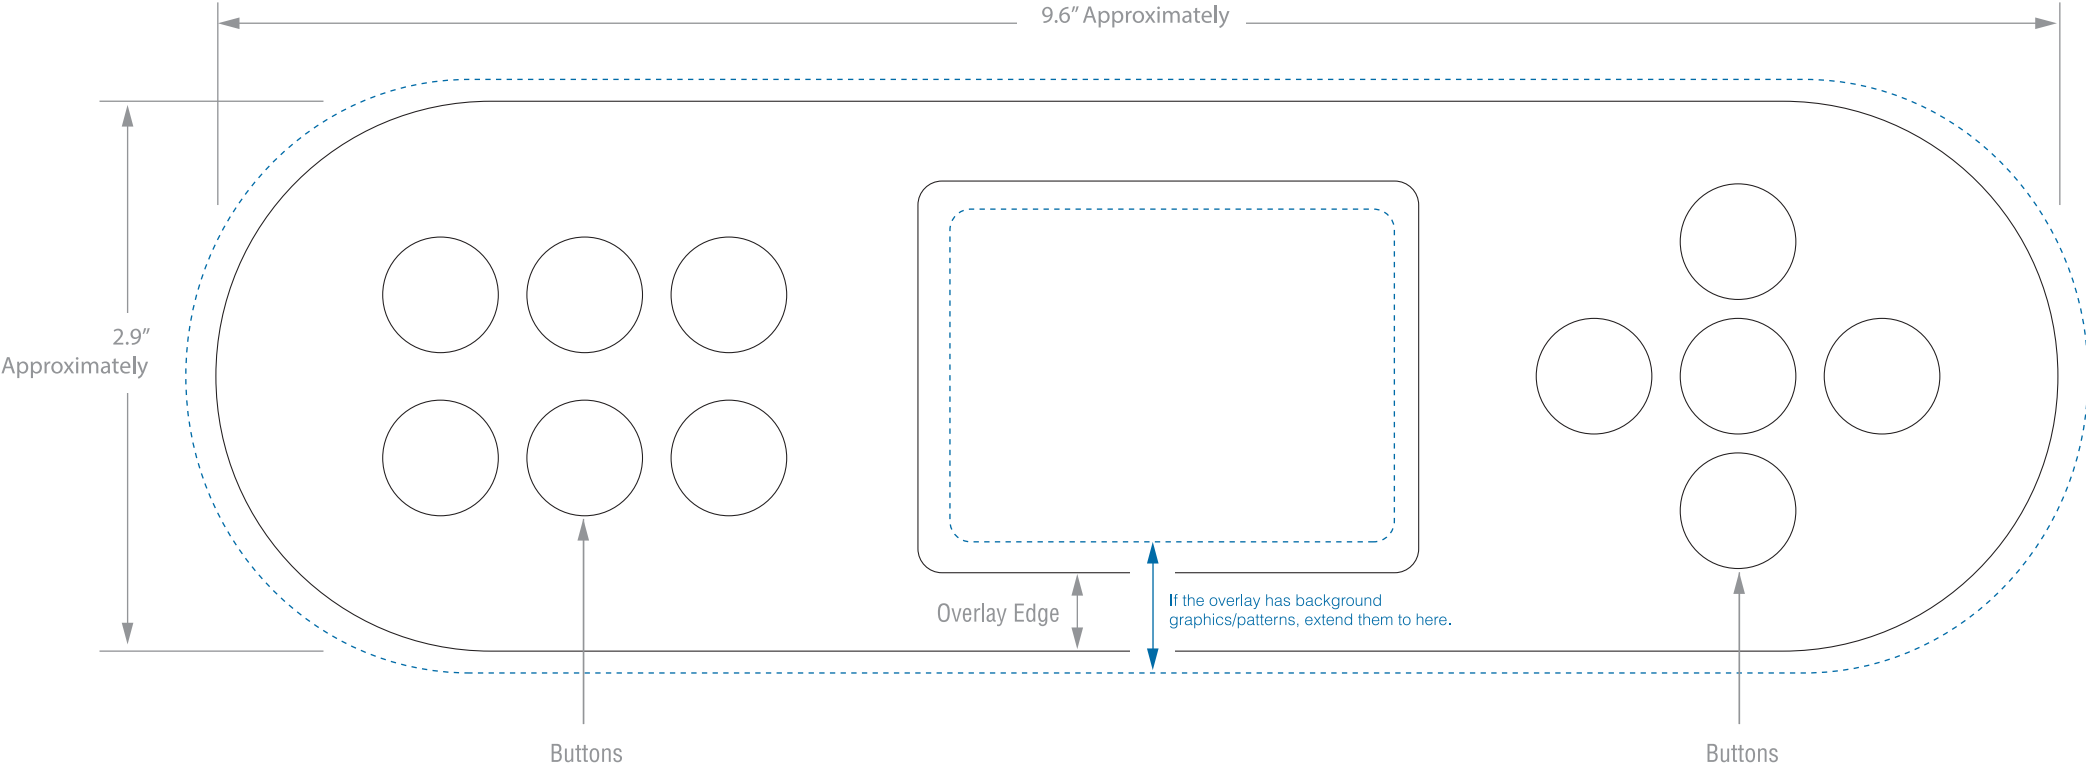 9.6” Approximately
2.9”
Approximately
Overlay Edge
If the overlay has background
graphics/patterns, extend them to here.
Buttons
Buttons